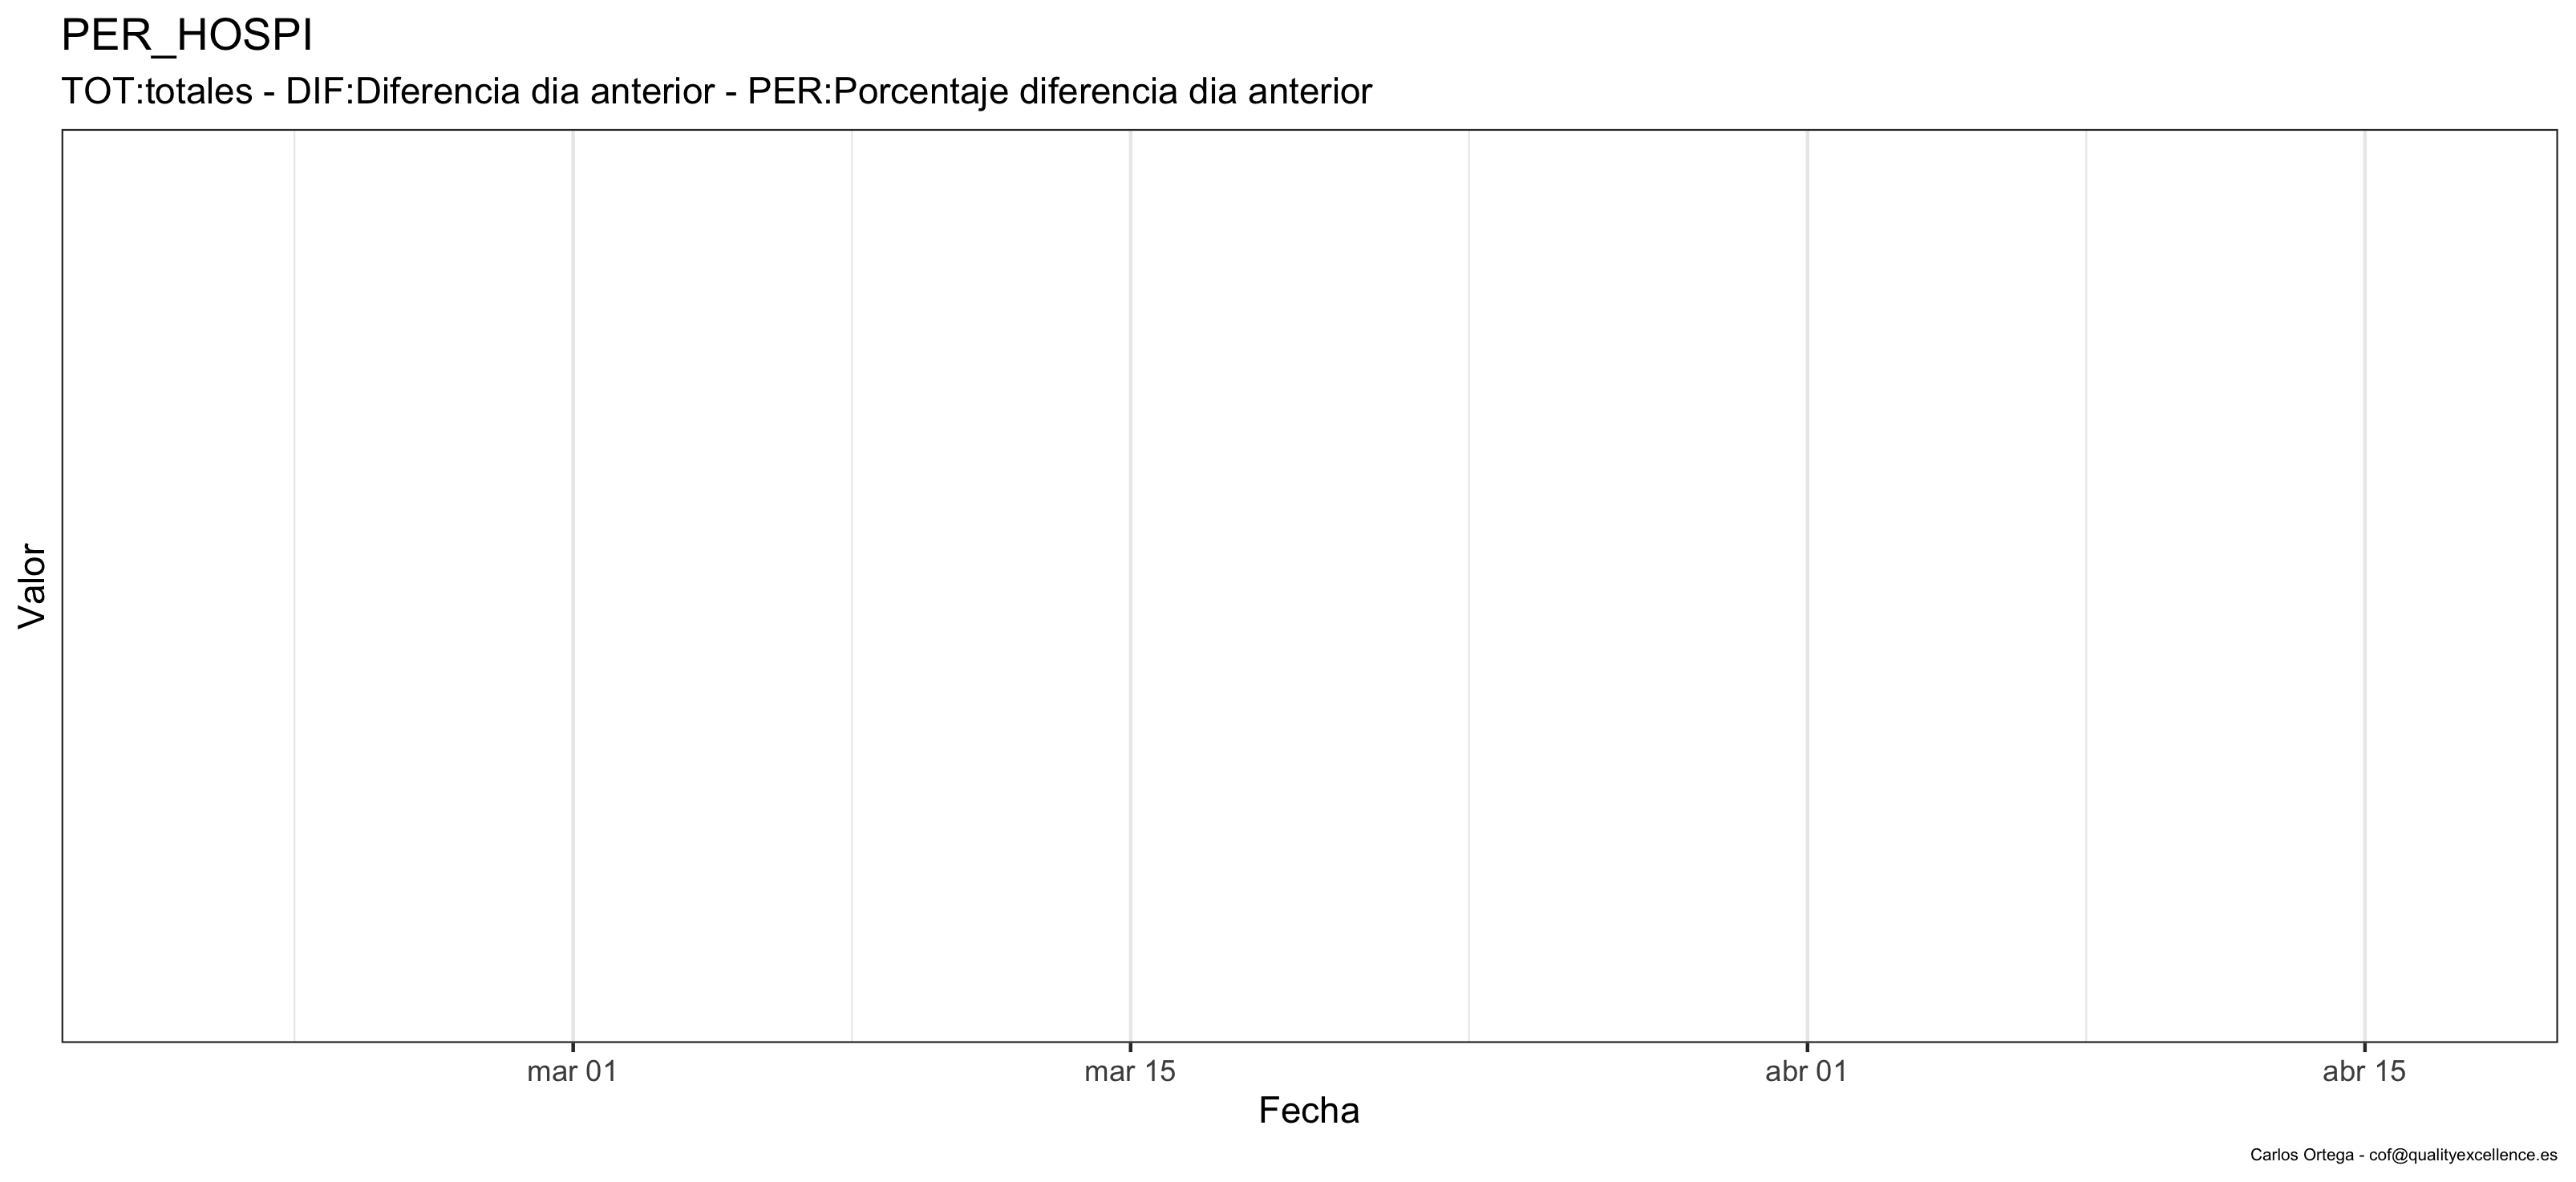 PER_HOSPI
TOT:totales - DIF:Diferencia dia anterior - PER:Porcentaje diferencia dia anterior
Valor
mar 01 mar 15 abr 01 abr 15
Fecha
Carlos Ortega - cof@qualityexcellence.es